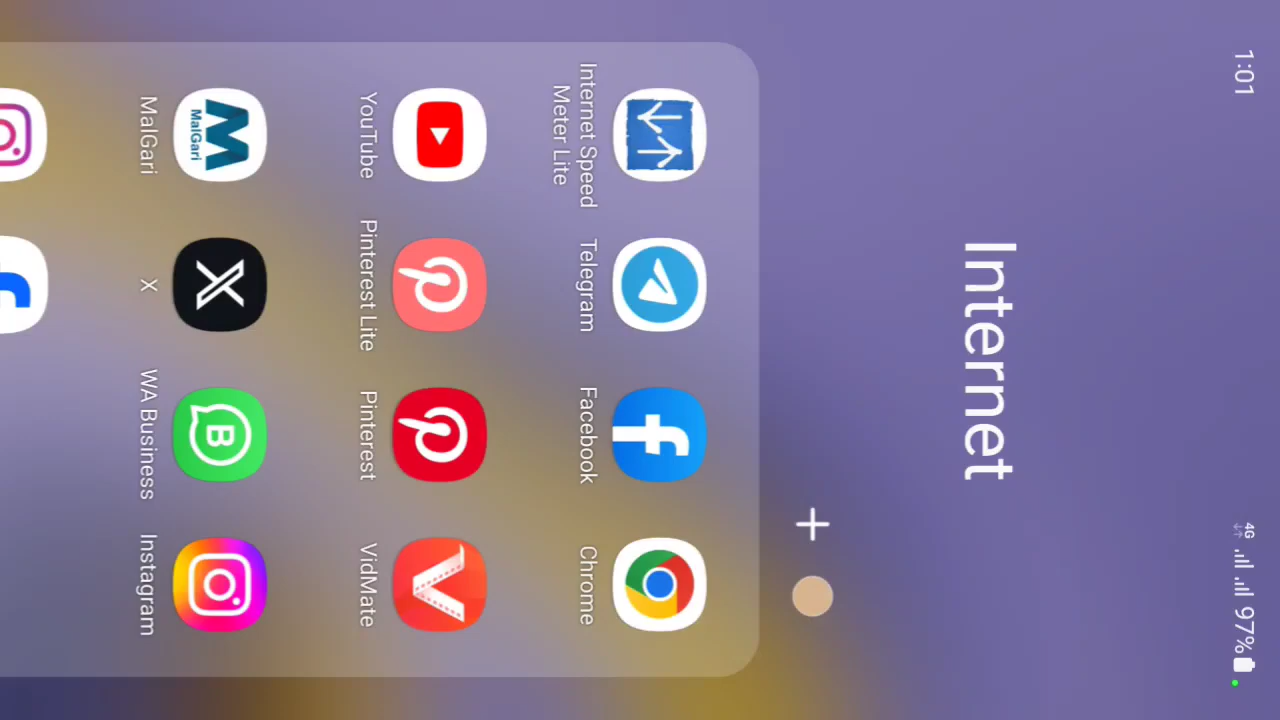 1:01
4G 97%
Internet
Internet Speed
Meter Lite
Telegram
Facebook
Chrome
YouTube
Pinterest Lite
Pinterest
VidMate
MalGari
MalGari
X
WA Business
Instagram